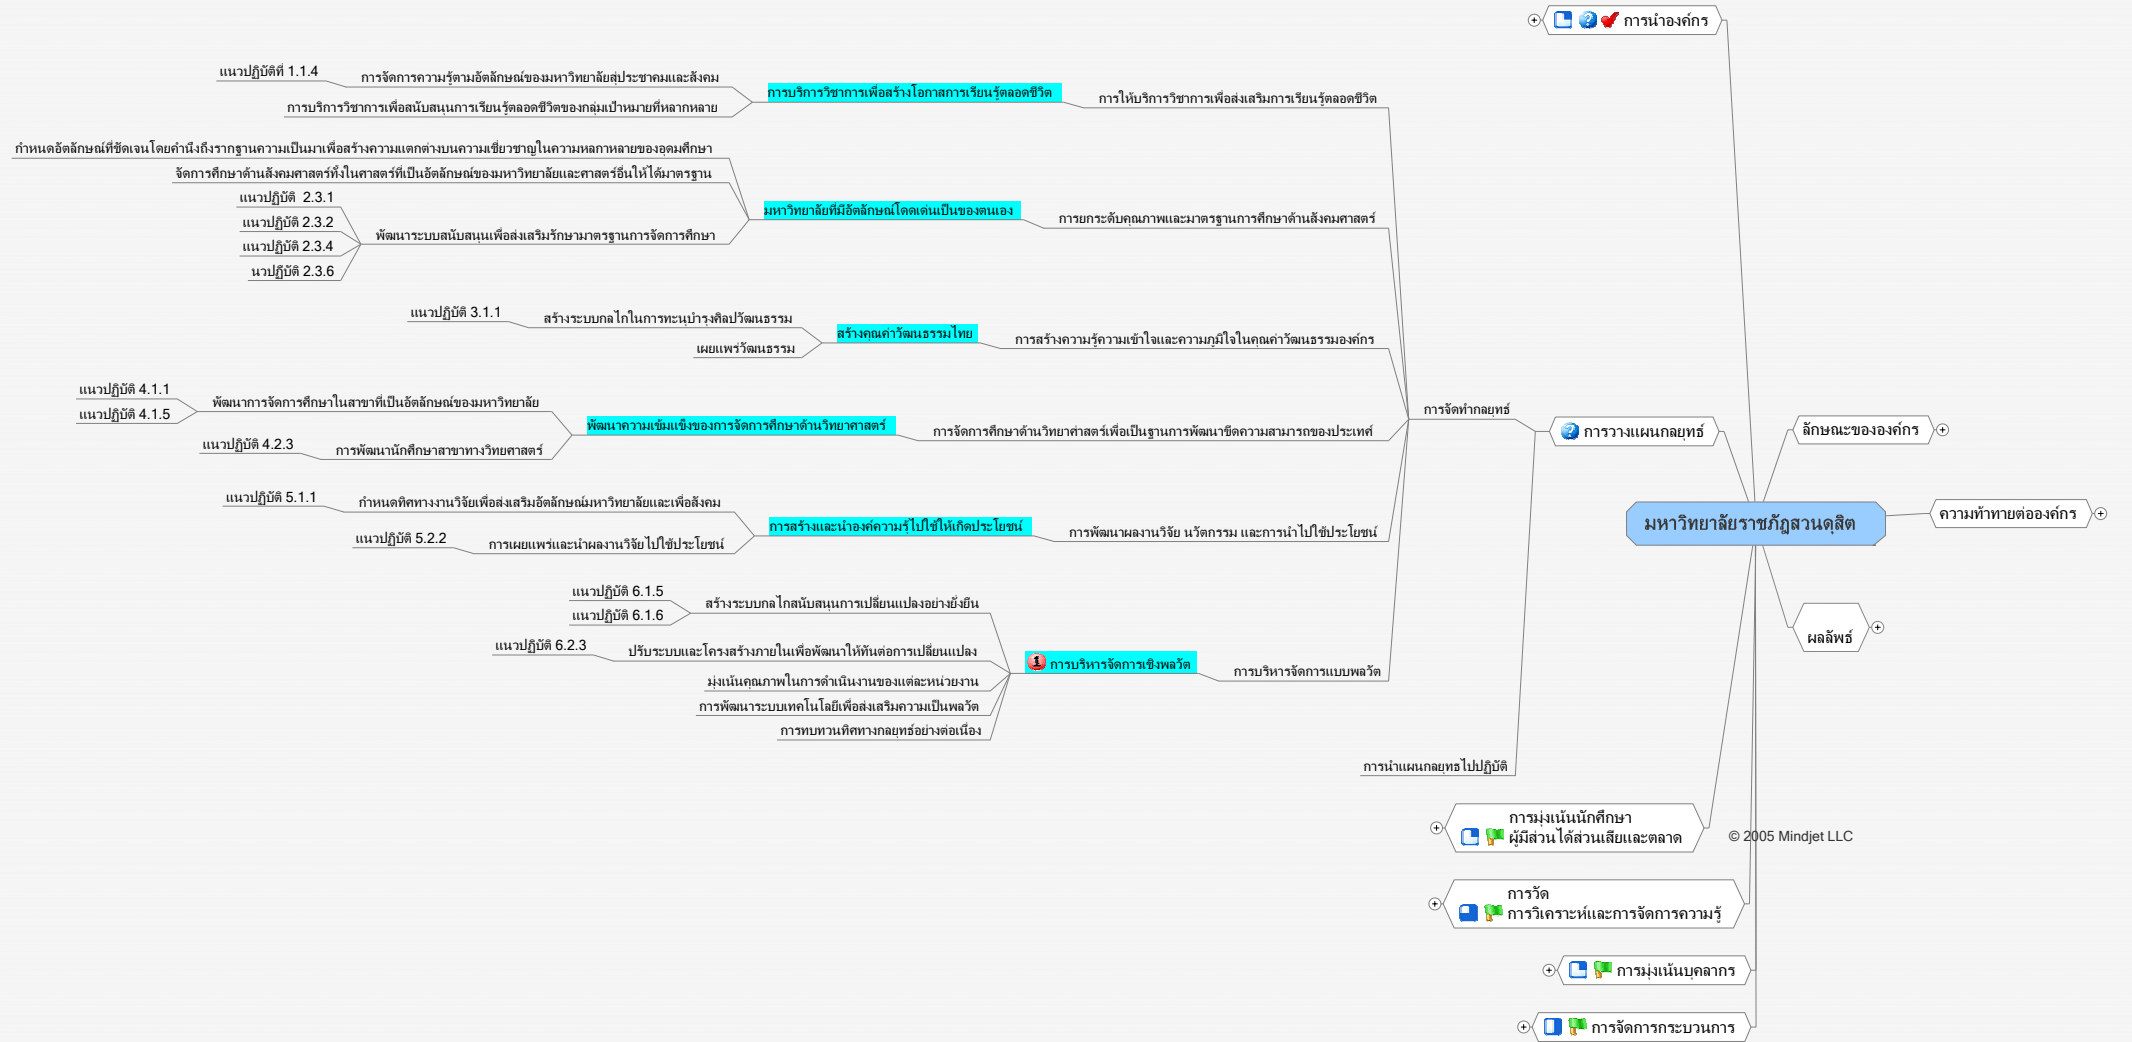 การนำองค์กร
แนวปฏิบัติที่ 1.1.4
การจัดการความรู้ตามอัตลักษณ์ของมหาวิทยาลัยสู่ประชาคมและสังคม
การบริการวิชาการเพื่อสนับสนุนการเรียนรู้ตลอดชีวิตของกลุ่มเป้าหมายที่หลากหลาย
การบริการวิชาการเพื่อสร้างโอกาสการเรียนรู้ตลอดชีวิต
การให้บริการวิชาการเพื่อส่งเสริมการเรียนรู้ตลอดชีวิต
กำหนดอัตลักษณ์ที่ชัดเจนโดยคำนึงถึงรากฐานความเป็นมาเพื่อสร้างความแตกต่างบนความเชี่ยวชาญในความหลกาหลายของอุดมศึกษา
จัดการศึกษาด้านสังคมศาสตร์ทั้งในศาสตร์ที่เป็นอัตลักษณ์ของมหาวิทยาลัยและศาสตร์อื่นให้ได้มาตรฐาน
แนวปฏิบัติ 2.3.1
แนวปฏิบัติ 2.3.2
แนวปฏิบัติ 2.3.4
นวปฏีบัติ 2.3.6
พัฒนาระบบสนับสนุนเพื่อส่งเสริมรักษามาตรฐานการจัดการศึกษา
มหาวิทยาลัยที่มีอัตลักษณ์โดดเด่นเป็นของตนเอง
การยกระดับคุณภาพและมาตรฐานการศึกษาด้านสังคมศาสตร์
แนวปฏิบัติ 3.1.1
สร้างระบบกลไกในการทะนุบำรุงศิลปวัฒนธรรม
เผยแพร่วัฒนธรรม
สร้างคุณค่าวัฒนธรรมไทย
การสร้างความรู้ความเข้าใจและความภูมิใจในคุณค่าวัฒนธรรมองค์กร
แนวปฏิบัติ 4.1.1
แนวปฏิบัติ 4.1.5
พัฒนาการจัดการศึกษาในสาขาที่เป็นอัตลักษณ์ของมหาวิทยาลัย
แนวปฏิบัติ 4.2.3
การพัฒนานักศึกษาสาขาทางวิทยศาสตร์
พัฒนาความเข้มแข็งของการจัดการศึกษาด้านวิทยาศาสตร์
การจัดการศึกษาด้านวิทยาศาสตร์เพื่อเป็นฐานการพัฒนาขีดความสามารถของประเทศ
แนวปฏิบัติ 5.1.1
กำหนดทิศทางงานวิจัยเพื่อส่งเสริมอัตลักษณ์มหาวิทยาลัยและเพื่อสังคม
แนวปฏิบัติ 5.2.2
การเผยแพร่และนำผลงานวิจัยไปใช้ประโยชน์
การสร้างและนำองค์ความรู้ไปใช้ให้เกิดประโยชน์
การพัฒนาผลงานวิจัย นวัตกรรม และการนำไปใช้ประโยชน์
แนวปฏิบัติ 6.1.5
แนวปฏิบัติ 6.1.6
สร้างระบบกลไกสนับสนุนการเปลี่ยนแปลงอย่างยั่งยืน
แนวปฏิบัติ 6.2.3
ปรับระบบและโครงสร้างภายในเพื่อพัฒนาให้ทันต่อการเปลี่ยนแปลง
มุ่งเน้นคุณภาพในการดำเนินงานของแต่ละหน่วยงาน
การพัฒนาระบบเทคโนโลยีเพื่อส่งเสริมความเป็นพลวัต
การทบทวนทิศทางกลยุทธ์อย่างต่อเนื่อง
1 การบริหารจัดการเชิงพลวัต
การบริหารจัดการแบบพลวัต
การจัดทำกลยุทธ์
การนำแผนกลยุทธไปปฏิบัติ
การวางแผนกลยุทธ์
ลักษณะขององค์กร
มหาวิทยาลัยราชภัฎสวนดุสิต
ความท้าทายต่อองค์กร
ผลลัพธ์
การมุ่งเน้นนักศึกษา
ผู้มีส่วนได้ส่วนเสียและตลาด
© 2005 Mindjet LLC
การวัด
การวิเคราะห์และการจัดการความรู้
การมุ่งเน้นบุคลากร
การจัดการกระบวนการ